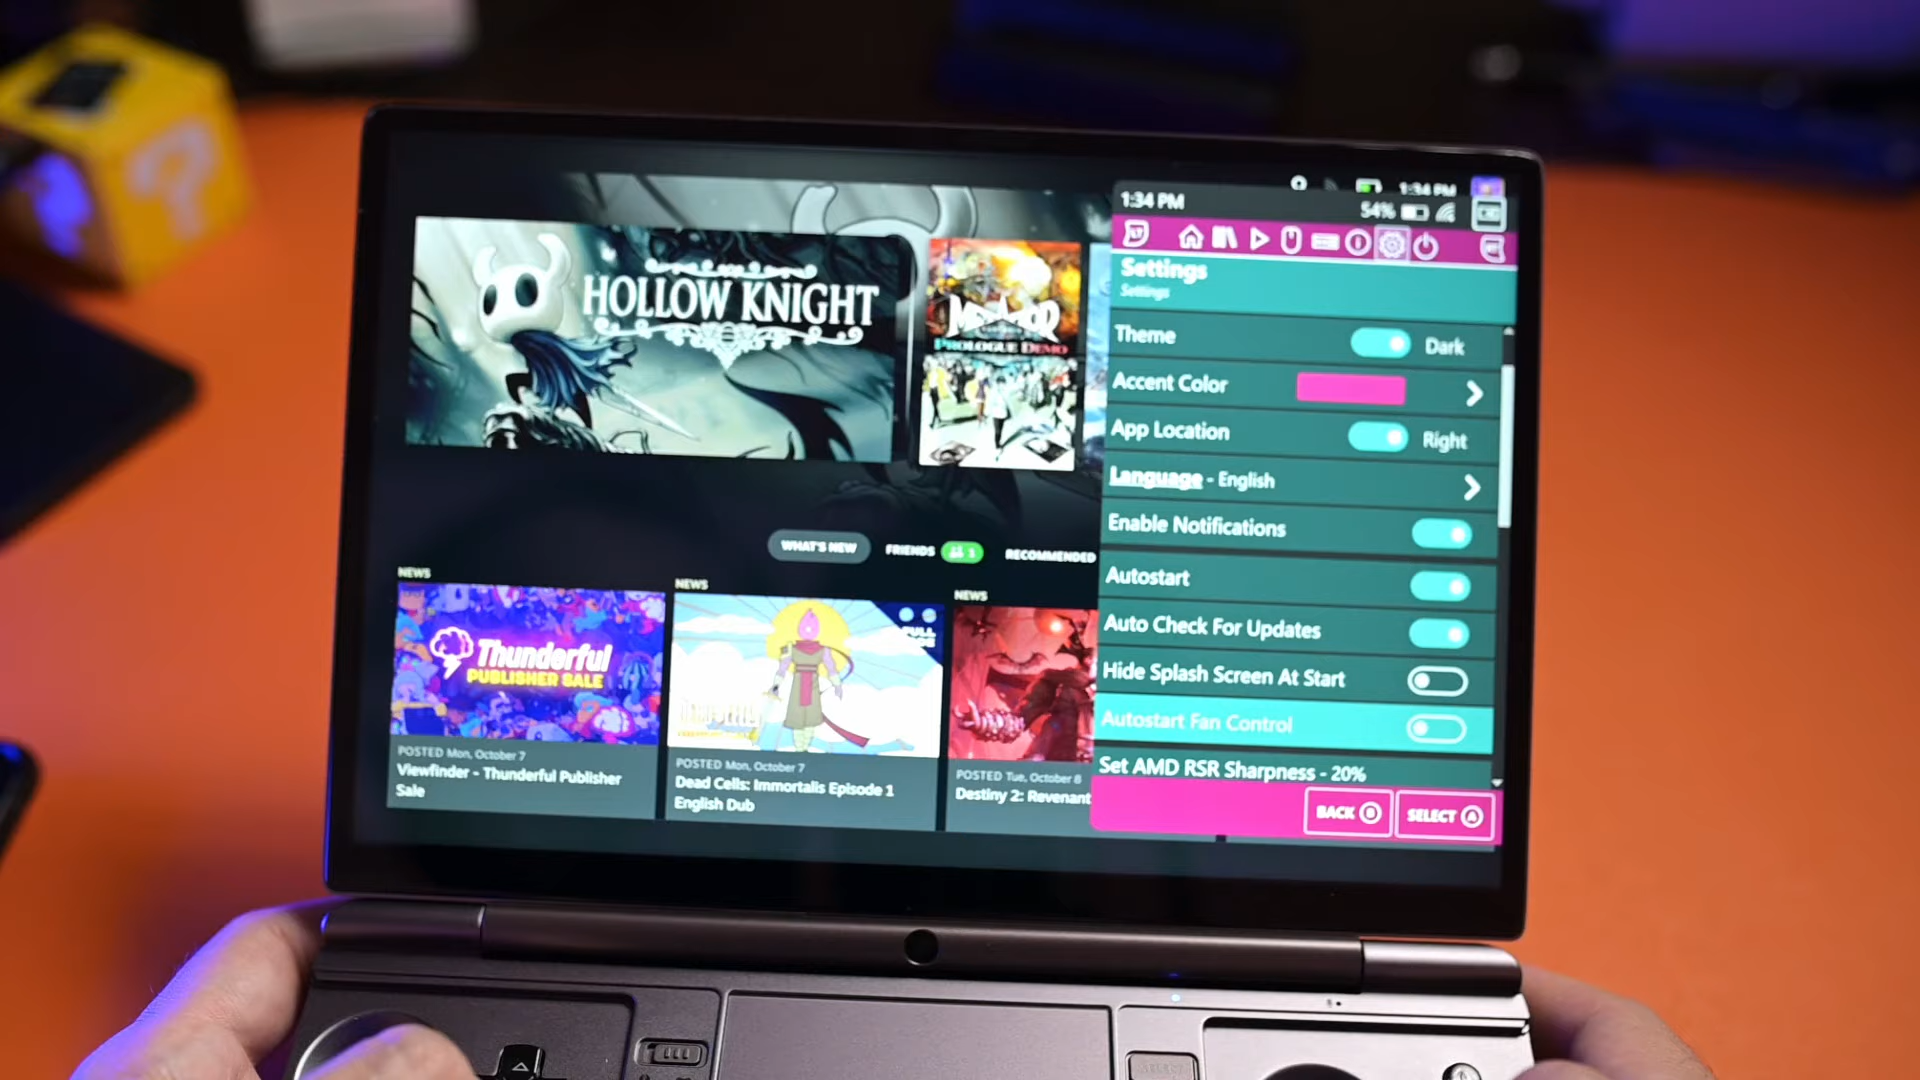 1:34 PM
1:34 PM
54%
Settings
Settings
Theme
Dark
Accent Color
App Location
Right
Language - English
Enable Notifications
Autostart
Auto Check For Updates
Hide Splash Screen At Start
Autostart Fan Control
Set AMD RSR Sharpness - 20%
BACK B
SELECT A
HOLLOW KNIGHT
METAPHOR
PROLOGUE DEMO
WHAT'S NEW
FRIENDS
RECOMMENDED
NEWS
Thunderful
PUBLISHER SALE
POSTED Mon, October 7
Viewfinder - Thunderful Publisher
Sale
NEWS
POSTED Mon, October 7
Dead Cells: Immortalis Episode 1
English Dub
NEWS
POSTED Tue, October 8
Destiny 2: Revenant
?